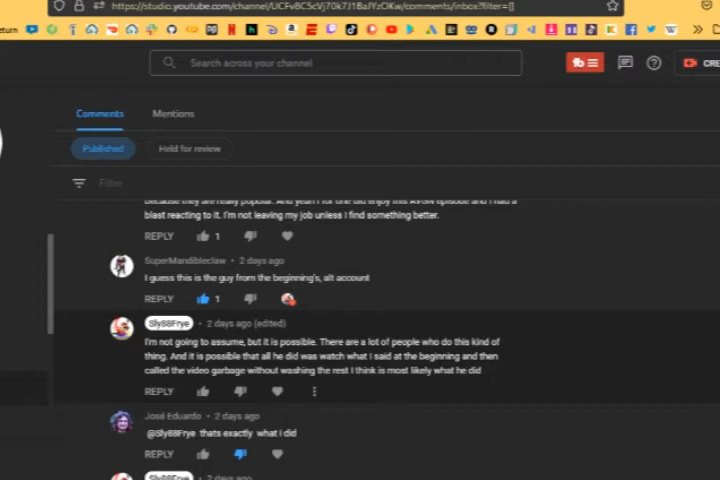 eturn
https://studio.youtube.com/channel/
/comments/inbox?filter=[]
Search across your channel
CRE
Comments
Mentions
Published
Held for review
Filter
because they are really popular. And yeah I for one did enjoy this AVGN episode and I had a
blast reacting to it. I'm not leaving my job unless I find something better.
REPLY
1
SuperMandibleclaw • 2 days ago
I guess this is the guy from the beginning's, alt account
REPLY
1
Sly88Frye • 2 days ago (edited)
I'm not going to assume, but it is possible. There are a lot of people who do this kind of
thing. And it is possible that all he did was watch what I said at the beginning and then
called the video garbage without washing the rest I think is most likely what he did
REPLY
José Eduardo • 2 days ago
@Sly88Frye thats exactly what i did
REPLY
Sly88Frye • 2 days ago